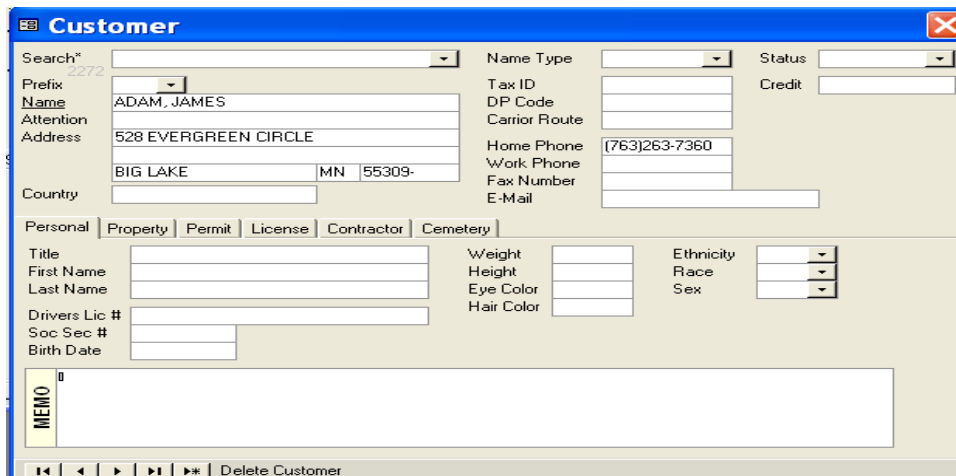 Customer
Search* Name Type Status
2272
Prefix Tax ID Credit
Name ADAM, JAMES DP Code
Attention Carrior Route
Address 528 EVERGREEN CIRCLE Home Phone (763)263-7360
Work Phone
BIG LAKE MN 55309- Fax Number
Country E-Mail
Personal Property Permit License Contractor Cemetery
Title Weight Ethnicity
First Name Height Race
Last Name Eye Color Sex
Drivers Lic # Hair Color
Soc Sec #
Birth Date
MEMO
Delete Customer